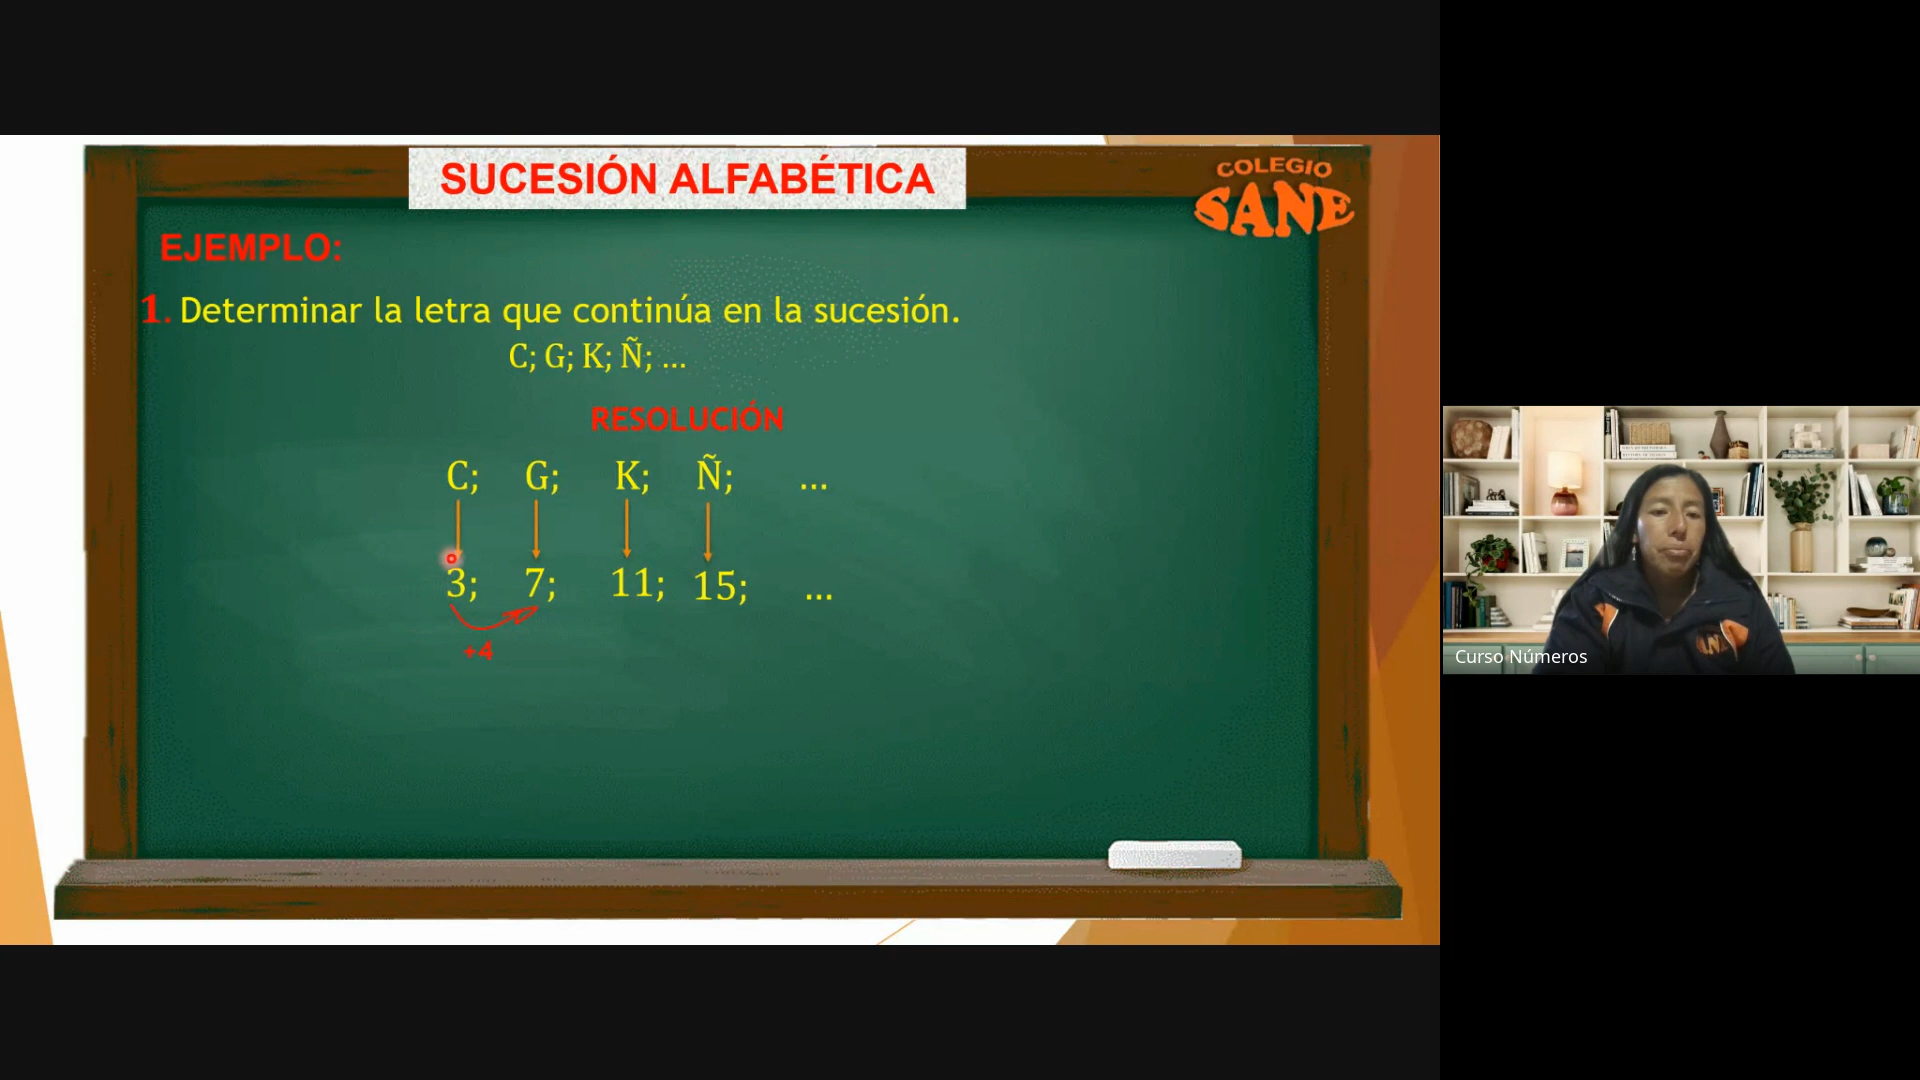 SUCESIÓN ALFABÉTICA
COLEGIO
SANE
EJEMPLO:
1. Determinar la letra que continúa en la sucesión.
C; G; K; Ñ; ...
RESOLUCIÓN
C; G; K; Ñ; ...
3; 7; 11; 15; ...
+4
Curso Números